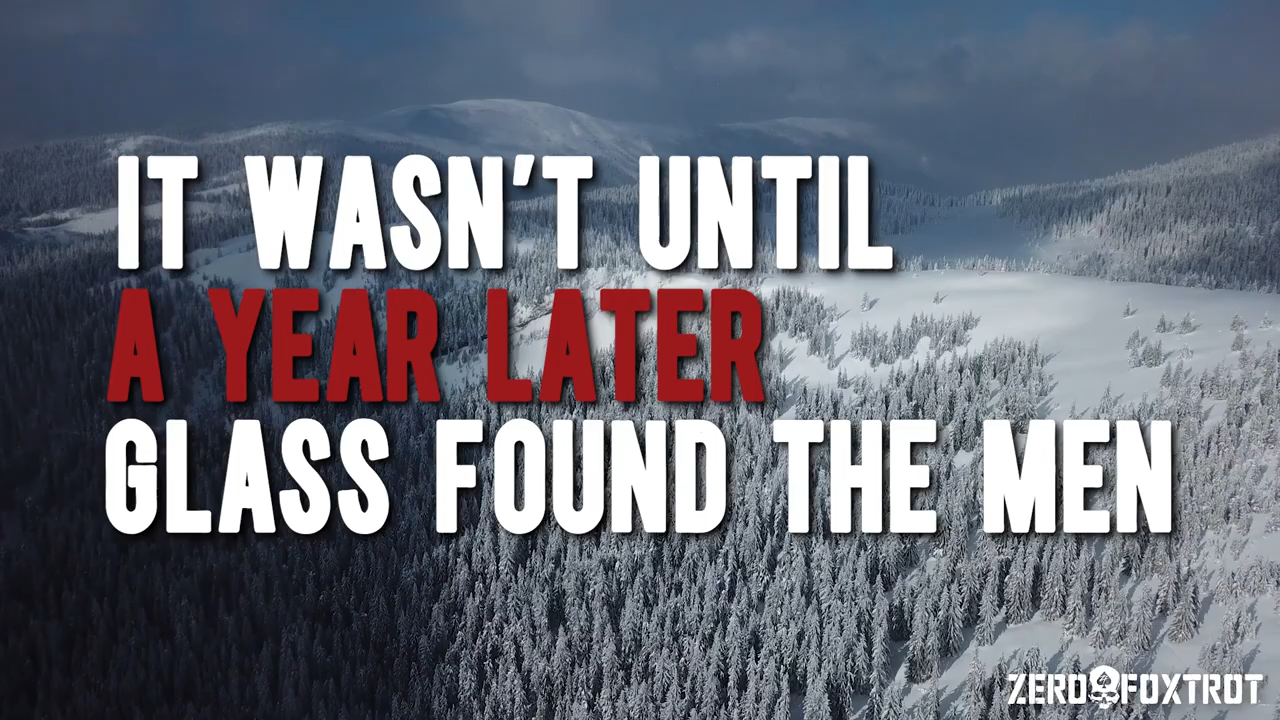 IT WASN'T UNTIL
A YEAR LATER
GLASS FOUND THE MEN
ZERO FOXTROT